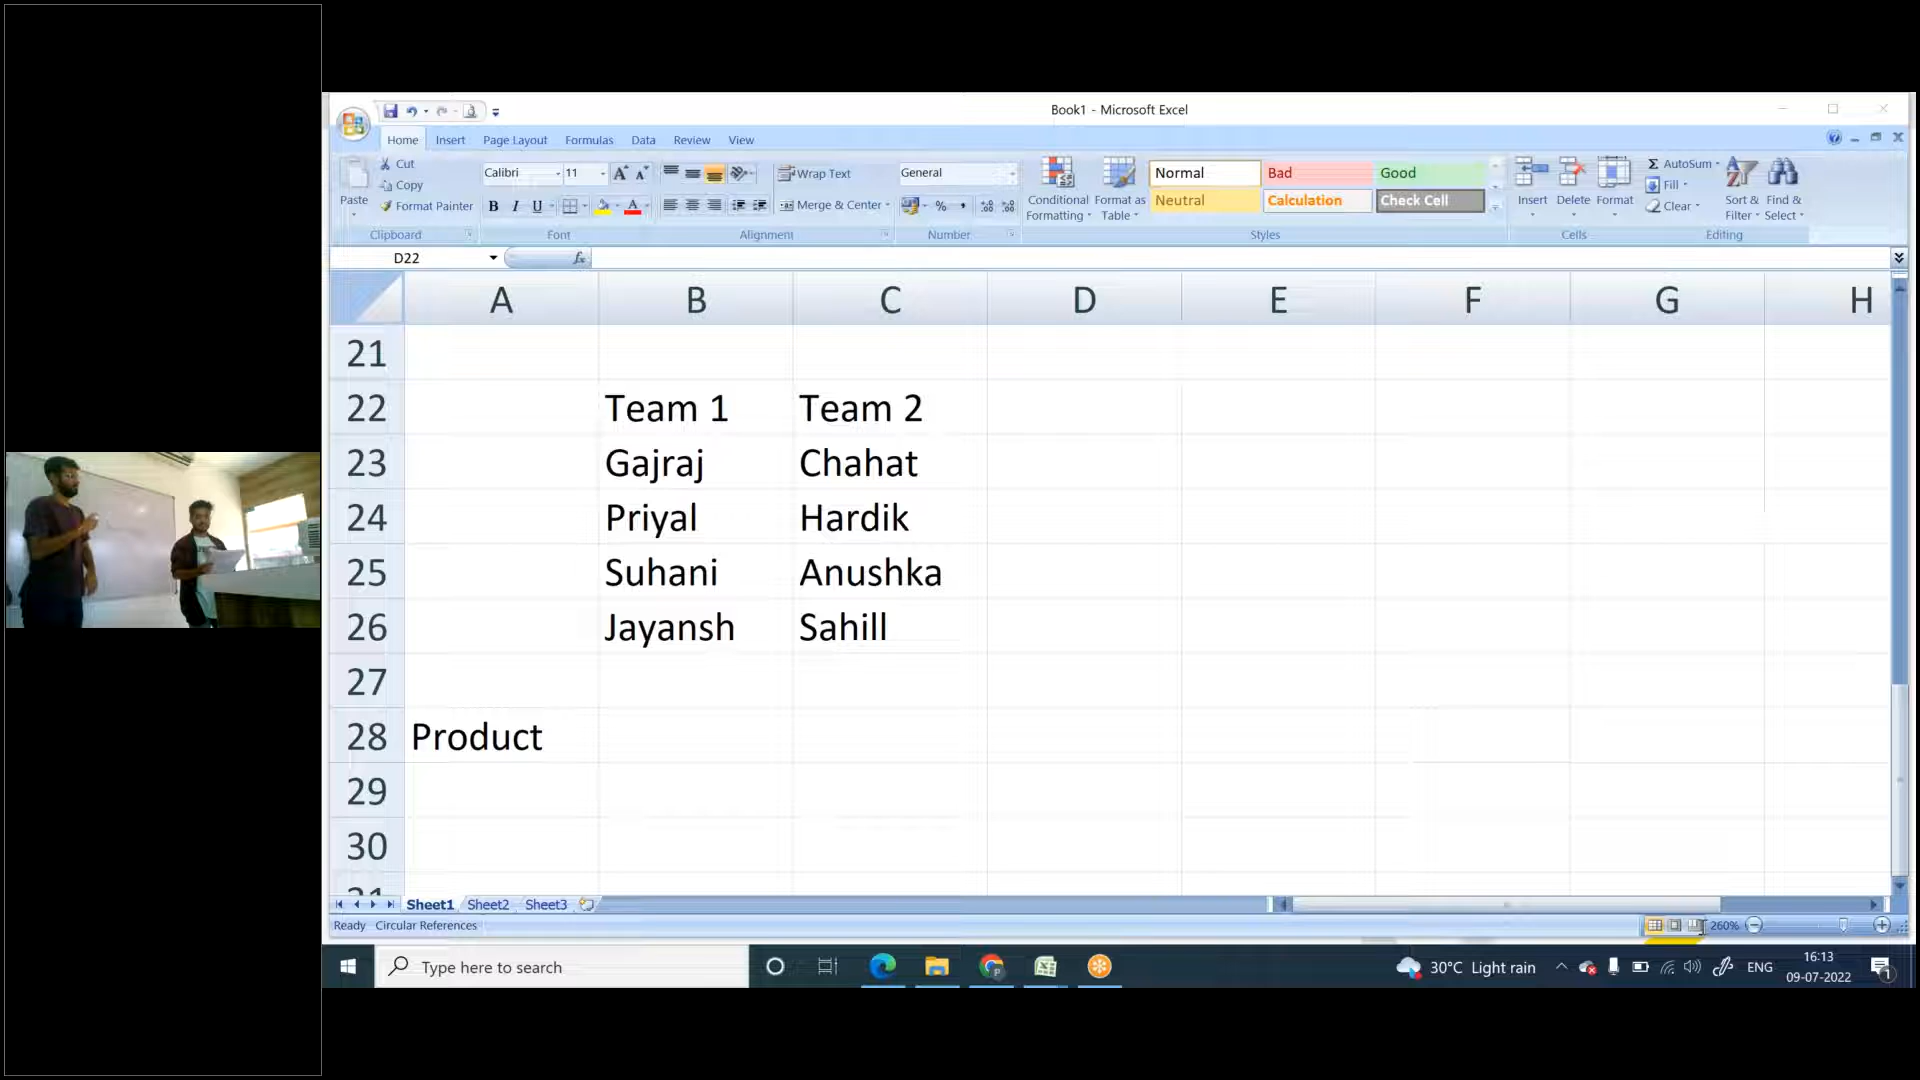 Book1 - Microsoft Excel
Home Insert Page Layout Formulas Data Review View
Cut
Copy
Format Painter
Paste
Clipboard
Calibri 11
B I U
Font
Wrap Text
Merge & Center
Alignment
General
%
Number
Conditional Formatting
Format as Table
Normal Bad Good
Neutral Calculation Check Cell
Styles
Insert Delete Format
Cells
Σ AutoSum
Fill
Clear
Sort & Filter
Find & Select
Editing
D22 fx
A B C D E F G H
21
22 Team 1 Team 2
23 Gajraj Chahat
24 Priyal Hardik
25 Suhani Anushka
26 Jayansh Sahill
27
28 Product
29
30
31
Sheet1 Sheet2 Sheet3
Ready Circular References 260%
Type here to search
30°C Light rain ENG 16:13
09-07-2022
1